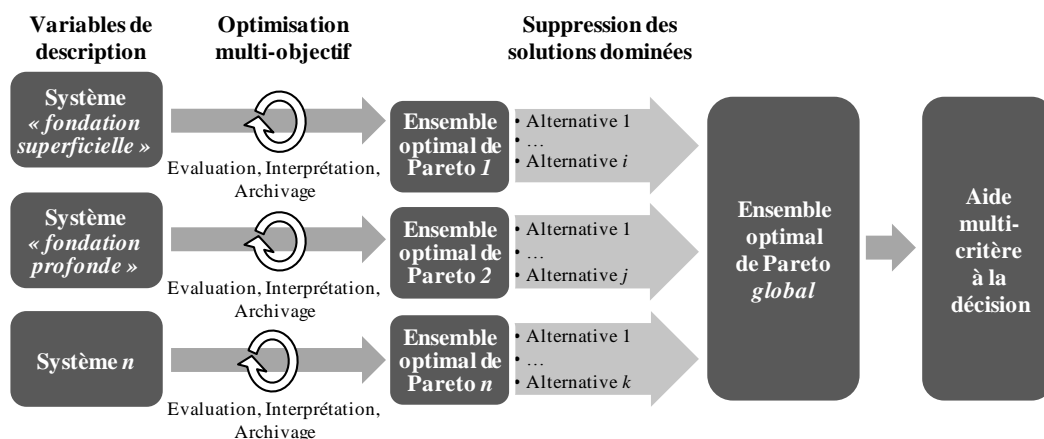 Variables de
description
Optimisation
multi-objectif
Suppression des
solutions dominées
Système
« fondation
superficielle »
Evaluation, Interprétation,
Archivage
Ensemble
optimal de
Pareto 1
• Alternative 1
• …
• Alternative i
Système
« fondation
profonde »
Evaluation, Interprétation,
Archivage
Ensemble
optimal de
Pareto 2
• Alternative 1
• …
• Alternative j
Système n
Evaluation, Interprétation,
Archivage
Ensemble
optimal de
Pareto n
• Alternative 1
• …
• Alternative k
Ensemble
optimal
de Pareto
global
Aide
multi-
critère
à la
décision